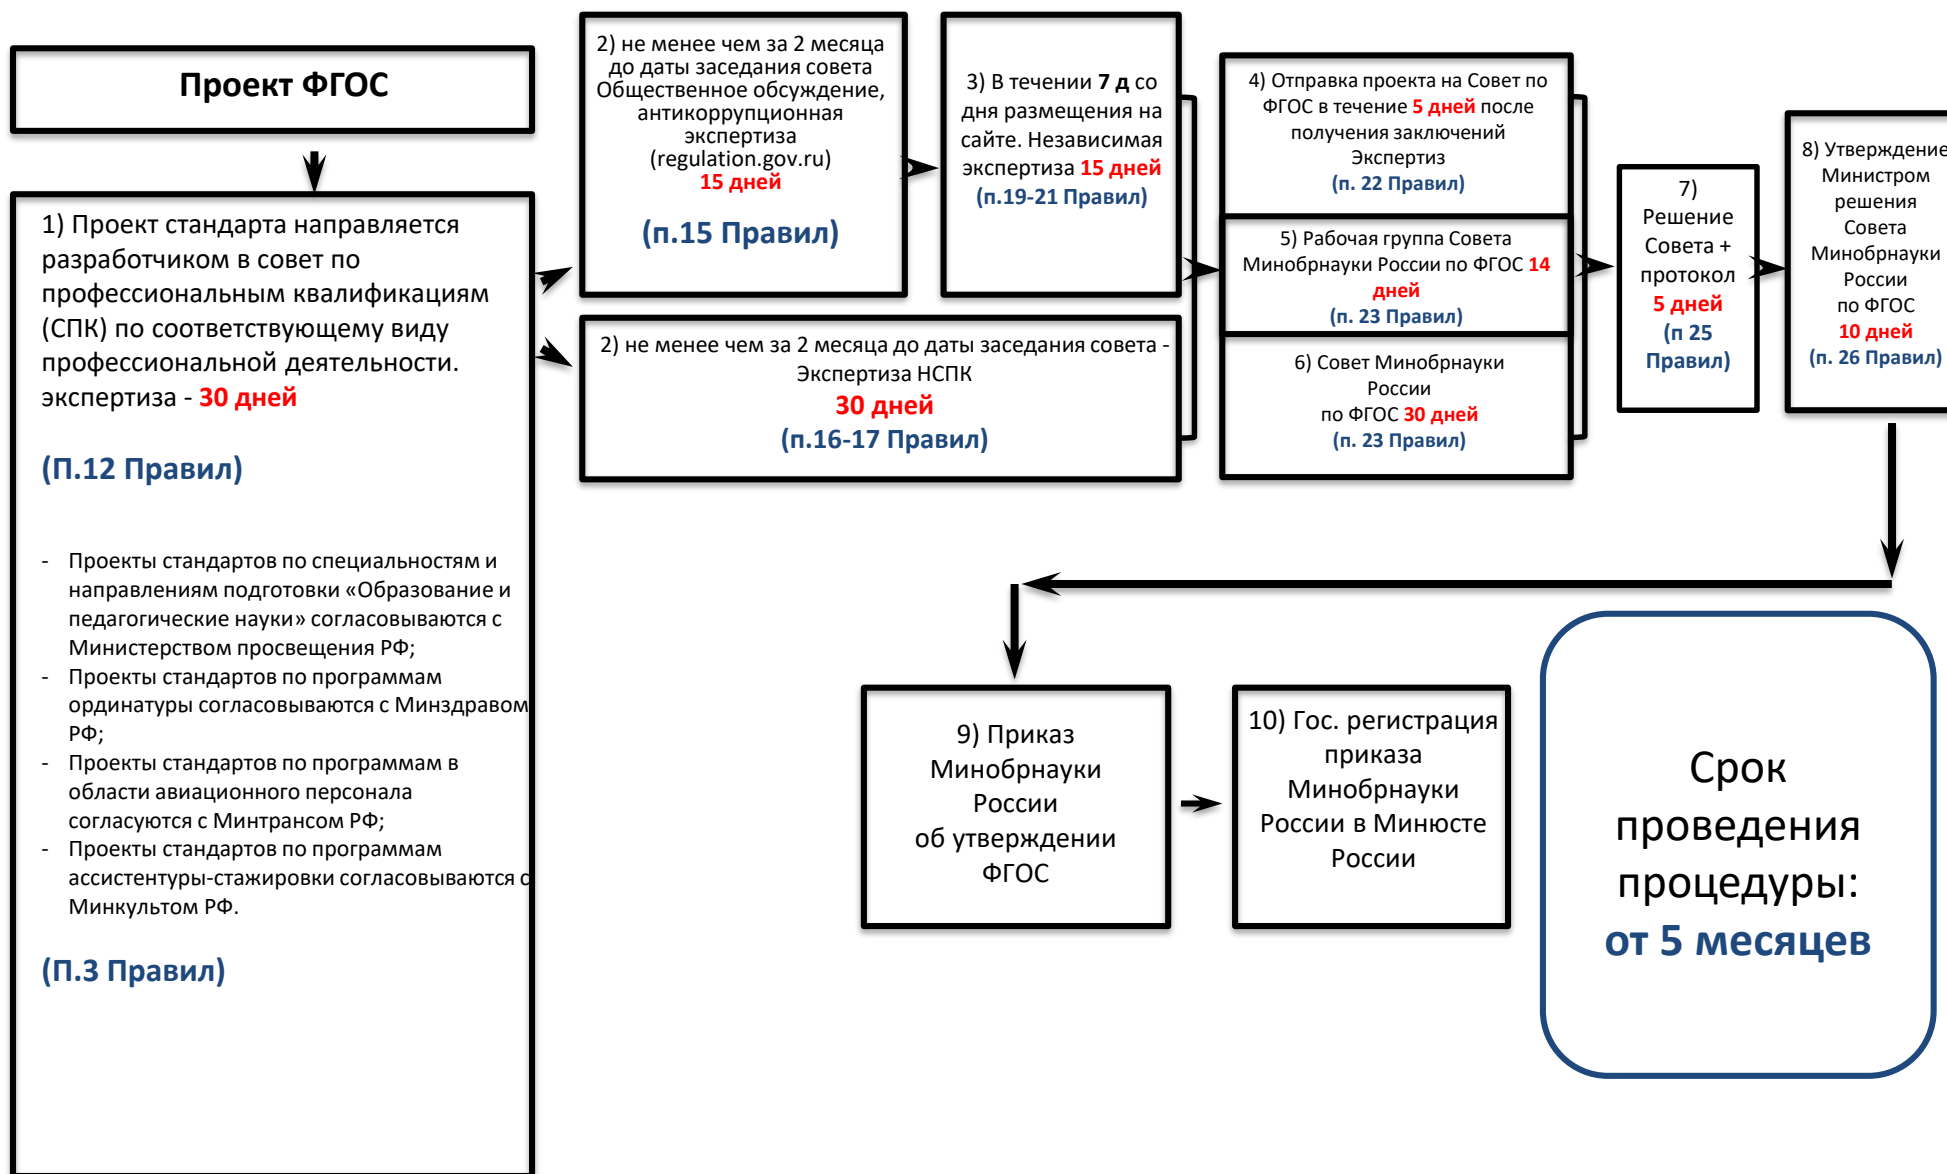 Проект ФГОС
1) Проект стандарта направляется
разработчиком в совет по
профессиональным квалификациям
(СПК) по соответствующему виду
профессиональной деятельности.
экспертиза - 30 дней
(П.12 Правил)
- Проекты стандартов по специальностям и
направлениям подготовки «Образование и
педагогические науки» согласовываются с
Министерством просвещения РФ;
- Проекты стандартов по программам
ординатуры согласовываются с Минздравом
РФ;
- Проекты стандартов по программам в
области авиационного персонала
согласуются с Минтрансом РФ;
- Проекты стандартов по программам
ассистентуры-стажировки согласовываются с
Минкультом РФ.
(П.3 Правил)
2) не менее чем за 2 месяца
до даты заседания совета
Общественное обсуждение,
антикоррупционная
экспертиза
(regulation.gov.ru)
15 дней
(п.15 Правил)
2) не менее чем за 2 месяца до даты заседания совета -
Экспертиза НСПК
30 дней
(п.16-17 Правил)
3) В течении 7 д со
дня размещения на
сайте. Независимая
экспертиза 15 дней
(п.19-21 Правил)
4) Отправка проекта на Совет по
ФГОС в течение 5 дней после
получения заключений
Экспертиз
(п. 22 Правил)
5) Рабочая группа Совета
Минобрнауки России по ФГОС 14
дней
(п. 23 Правил)
6) Совет Минобрнауки
России
по ФГОС 30 дней
(п. 23 Правил)
7)
Решение
Совета +
протокол
5 дней
(п 25
Правил)
8) Утверждение
Министром
решения
Совета
Минобрнауки
России
по ФГОС
10 дней
(п. 26 Правил)
9) Приказ
Минобрнауки
России
об утверждении
ФГОС
10) Гос. регистрация
приказа
Минобрнауки
России в Минюсте
России
Срок
проведения
процедуры:
от 5 месяцев